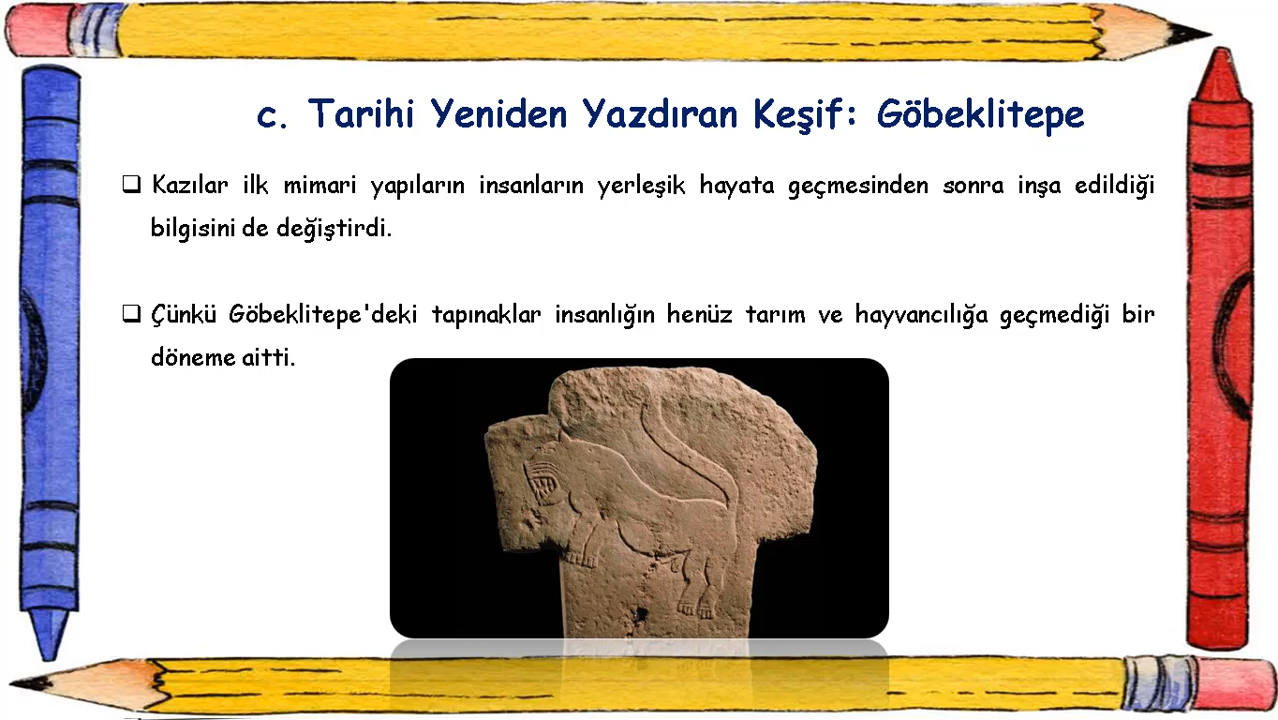 c. Tarihi Yeniden Yazdıran Keşif: Göbeklitepe
❑ Kazılar ilk mimari yapıların insanların yerleşik hayata geçmesinden sonra inşa edildiği
bilgisini de değiştirdi.
❑ Çünkü Göbeklitepe'deki tapınaklar insanlığın henüz tarım ve hayvancılığa geçmediği bir
döneme aitti.